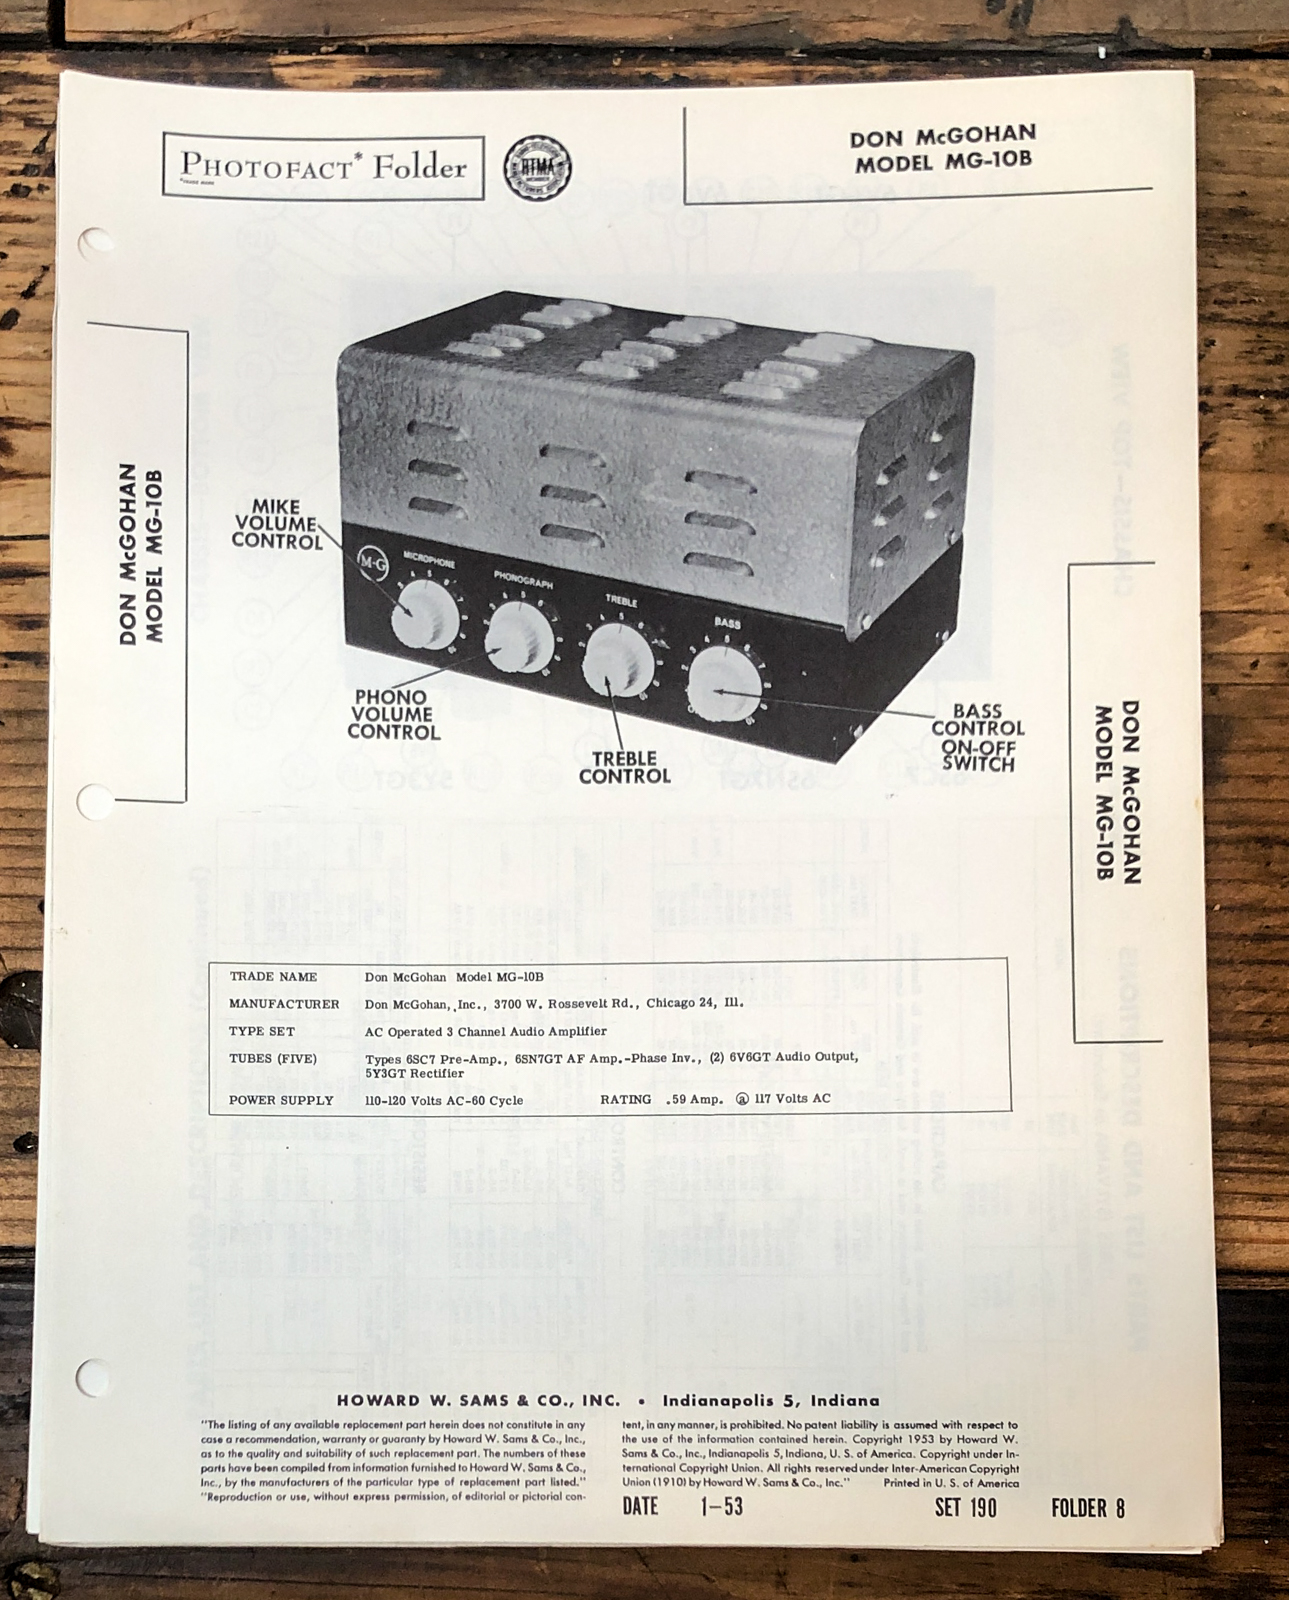 PHOTOFACT* Folder
*TRADE MARK
RTMA
DON McGOHAN
MODEL MG-10B
DON McGOHAN
MODEL MG-10B
MIKE
VOLUME
CONTROL
M-G
MICROPHONE
PHONOGRAPH
TREBLE
BASS
PHONO
VOLUME
CONTROL
TREBLE
CONTROL
BASS
CONTROL
ON-OFF
SWITCH
DON McGOHAN
MODEL MG-10B
TRADE NAME Don McGohan Model MG-10B
MANUFACTURER Don McGohan, Inc., 3700 W. Rossevelt Rd., Chicago 24, Ill.
TYPE SET AC Operated 3 Channel Audio Amplifier
TUBES (FIVE) Types 6SC7 Pre-Amp., 6SN7GT AF Amp.-Phase Inv., (2) 6V6GT Audio Output,
5Y3GT Rectifier
POWER SUPPLY 110-120 Volts AC-60 Cycle RATING .59 Amp. @ 117 Volts AC
HOWARD W. SAMS & CO., INC. • Indianapolis 5, Indiana
"The listing of any available replacement part herein does not constitute in any
case a recommendation, warranty or guaranty by Howard W. Sams & Co., Inc.,
as to the quality and suitability of such replacement part. The numbers of these
parts have been compiled from information furnished to Howard W. Sams & Co.,
Inc., by the manufacturers of the particular type of replacement part listed."
"Reproduction or use, without express permission, of editorial or pictorial con-
tent, in any manner, is prohibited. No patent liability is assumed with respect to
the use of the information contained herein. Copyright 1953 by Howard W.
Sams & Co., Inc., Indianapolis 5, Indiana, U. S. of America. Copyright under In-
ternational Copyright Union. All rights reserved under Inter-American Copyright
Union (1910) by Howard W. Sams & Co., Inc." Printed in U. S. of America
DATE 1-53 SET 190 FOLDER 8